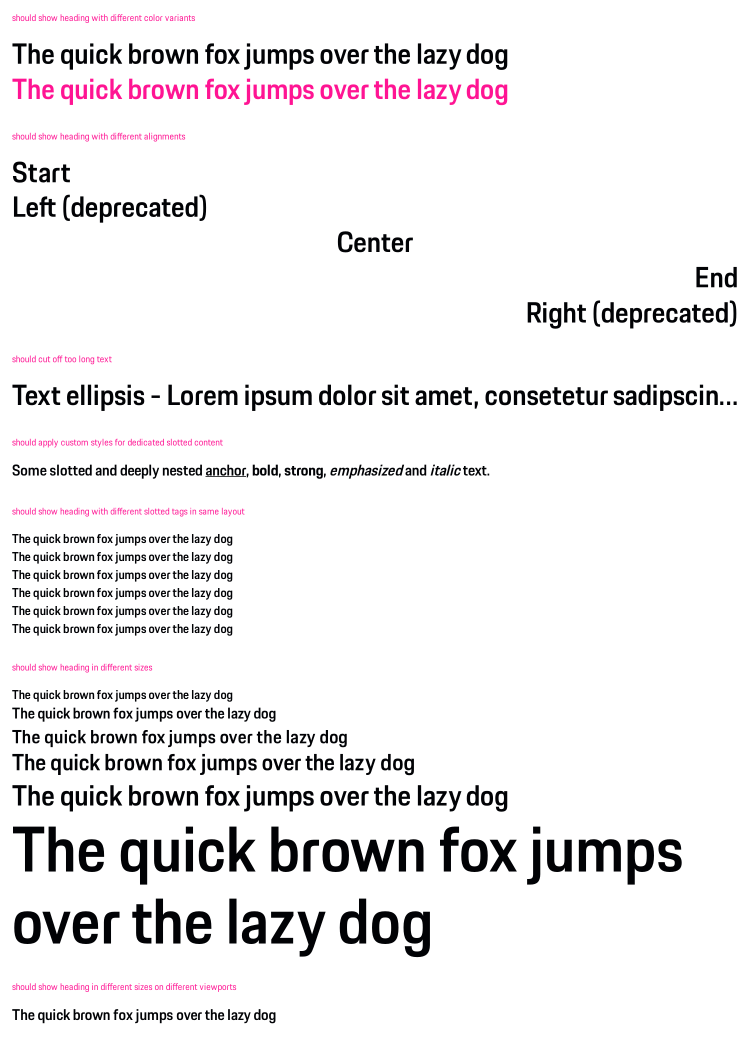 should show heading with different color variants
The quick brown fox jumps over the lazy dog
The quick brown fox jumps over the lazy dog
should show heading with different alignments
Start
Left (deprecated)
Center
End
Right (deprecated)
should cut off too long text
Text ellipsis - Lorem ipsum dolor sit amet, consetetur sadipscin...
should apply custom styles for dedicated slotted content
Some slotted and deeply nested anchor, bold, strong, emphasized and italic text.
should show heading with different slotted tags in same layout
The quick brown fox jumps over the lazy dog
The quick brown fox jumps over the lazy dog
The quick brown fox jumps over the lazy dog
The quick brown fox jumps over the lazy dog
The quick brown fox jumps over the lazy dog
The quick brown fox jumps over the lazy dog
should show heading in different sizes
The quick brown fox jumps over the lazy dog
The quick brown fox jumps over the lazy dog
The quick brown fox jumps over the lazy dog
The quick brown fox jumps over the lazy dog
The quick brown fox jumps over the lazy dog
The quick brown fox jumps
over the lazy dog
should show heading in different sizes on different viewports
The quick brown fox jumps over the lazy dog